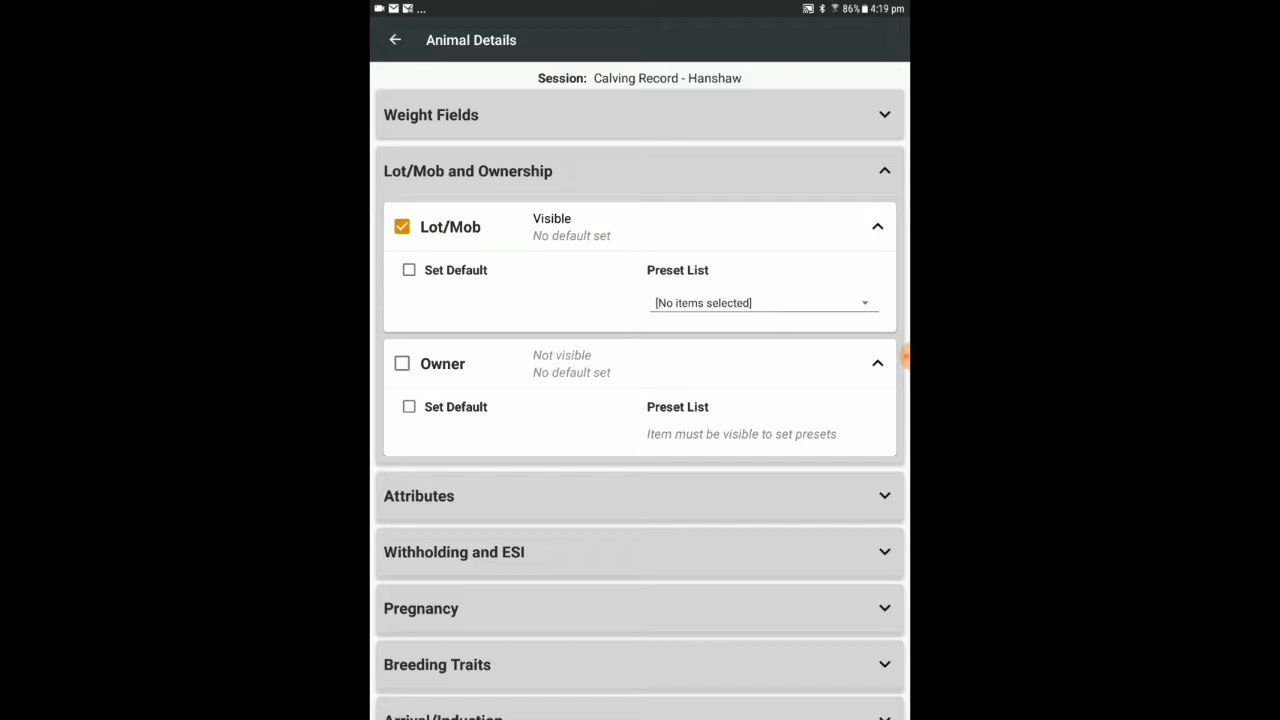 ... 86% 4:19 pm
Animal Details
Session: Calving Record - Hanshaw
Weight Fields
Lot/Mob and Ownership
Lot/Mob
Visible
No default set
Set Default
Preset List
[No items selected]
Owner
Not visible
No default set
Set Default
Preset List
Item must be visible to set presets
Attributes
Withholding and ESI
Pregnancy
Breeding Traits
Arrival/Induction